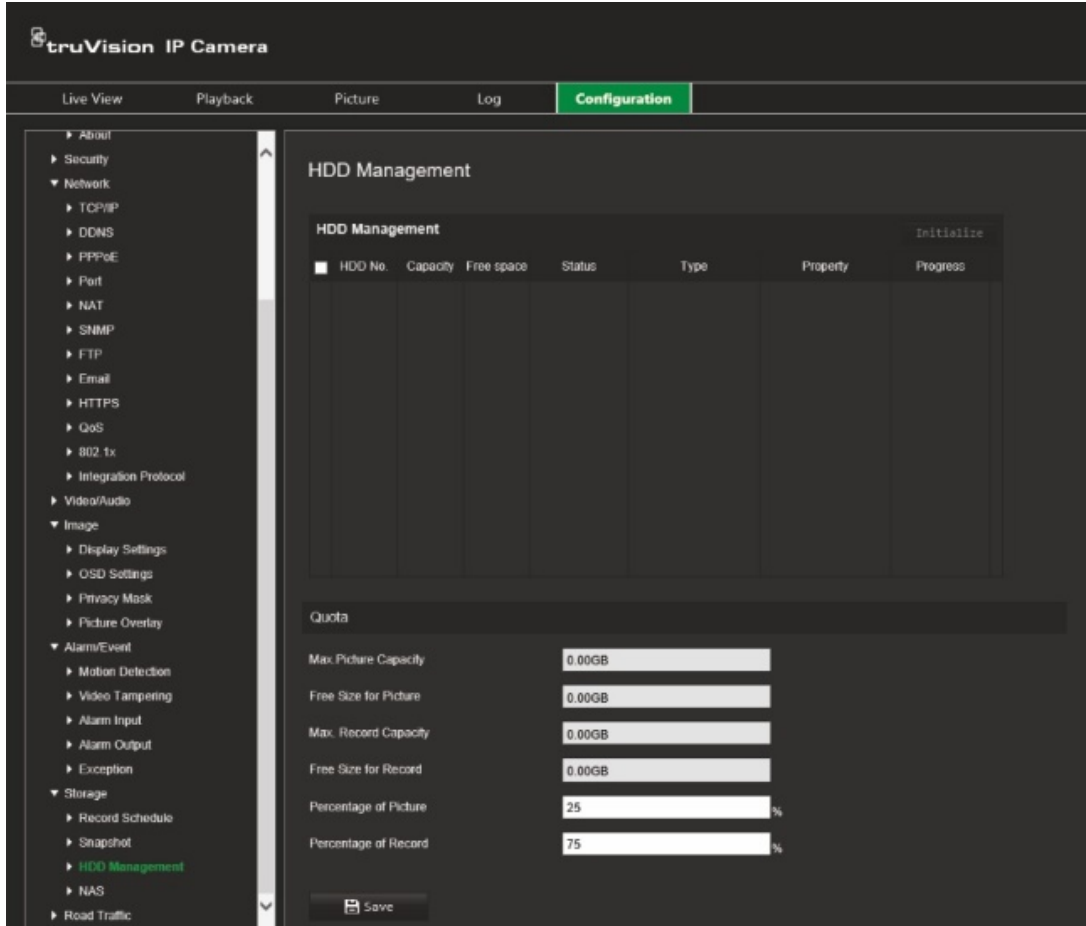 truVision IP Camera
Live View Playback Picture Log Configuration
About
Security
Network
TCP/IP
DDNS
PPPoE
Port
NAT
SNMP
FTP
Email
HTTPS
QoS
802.1x
Integration Protocol
Video/Audio
Image
Display Settings
OSD Settings
Privacy Mask
Picture Overlay
Alarm/Event
Motion Detection
Video Tampering
Alarm Input
Alarm Output
Exception
Storage
Record Schedule
Snapshot
HDD Management
NAS
Road Traffic
HDD Management
HDD Management Initialize
HDD No. Capacity Free space Status Type Property Progress
Quota
Max.Picture Capacity 0.00GB
Free Size for Picture 0.00GB
Max. Record Capacity 0.00GB
Free Size for Record 0.00GB
Percentage of Picture 25 %
Percentage of Record 75 %
Save